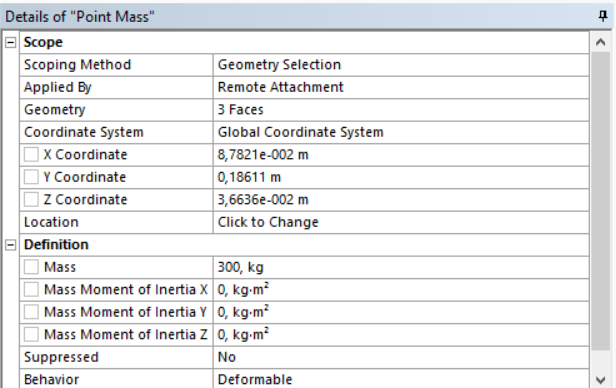 Details of "Point Mass"
Scope
Scoping Method Geometry Selection
Applied By Remote Attachment
Geometry 3 Faces
Coordinate System Global Coordinate System
X Coordinate 8,7821e-002 m
Y Coordinate 0,18611 m
Z Coordinate 3,6636e-002 m
Location Click to Change
Definition
Mass 300, kg
Mass Moment of Inertia X 0, kg·m²
Mass Moment of Inertia Y 0, kg·m²
Mass Moment of Inertia Z 0, kg·m²
Suppressed No
Behavior Deformable